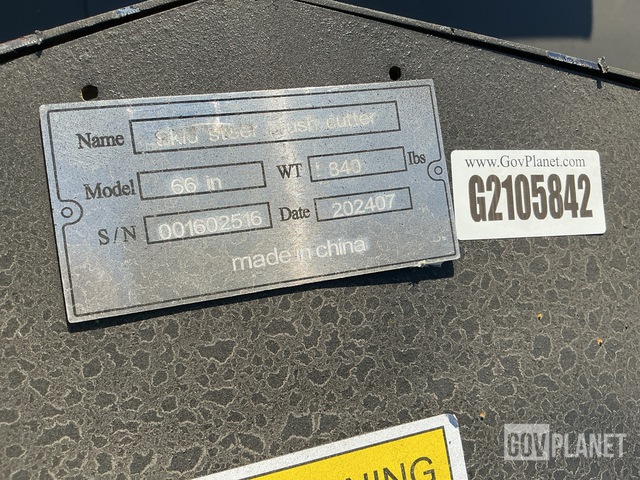 Name Skid steer brush cutter
Model 66 in WT 840 lbs
S/N 001602516 Date 202407
made in china
www.GovPlanet.com
G2105842
GOVPLANET